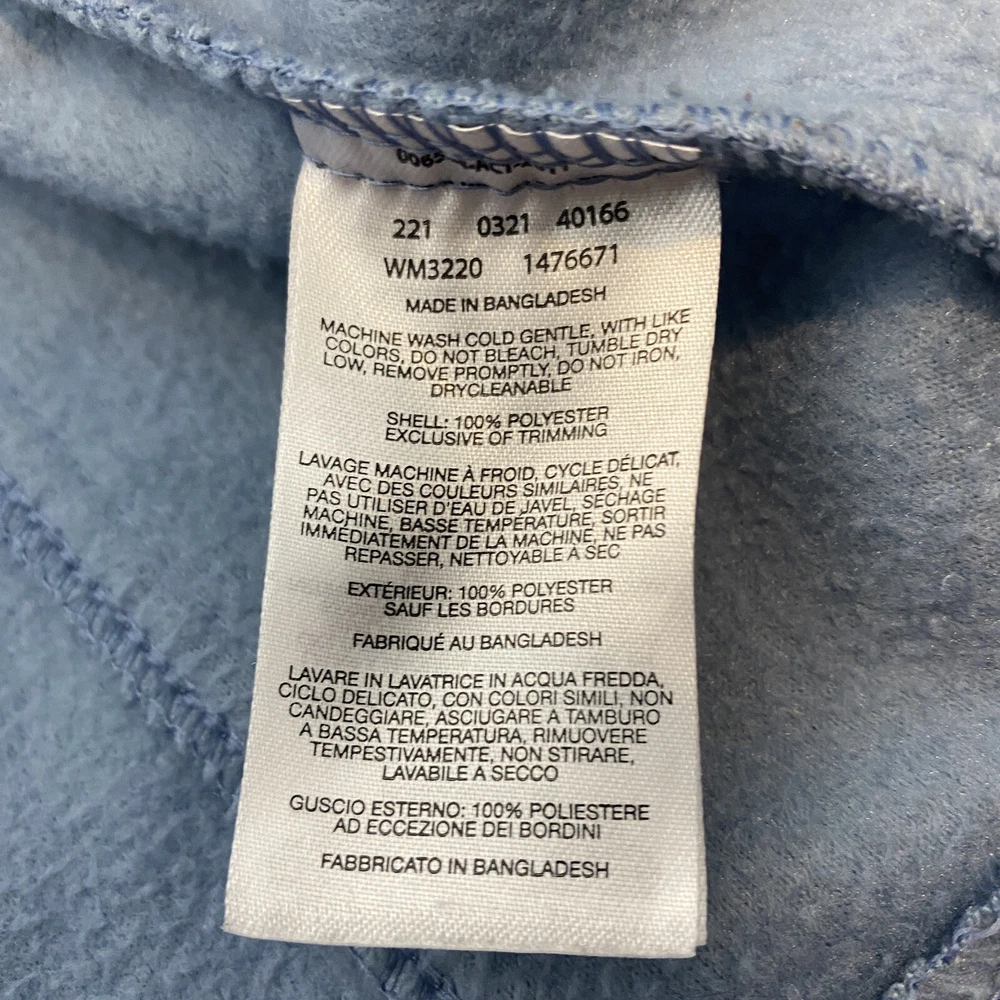 221 0321 40166
WM3220 1476671
MADE IN BANGLADESH
MACHINE WASH COLD GENTLE, WITH LIKE
COLORS, DO NOT BLEACH, TUMBLE DRY
LOW, REMOVE PROMPTLY, DO NOT IRON,
DRYCLEANABLE
SHELL: 100% POLYESTER
EXCLUSIVE OF TRIMMING
LAVAGE MACHINE À FROID, CYCLE DÉLICAT,
AVEC DES COULEURS SIMILAIRES, NE
PAS UTILISER D'EAU DE JAVEL, SÉCHAGE
MACHINE, BASSE TEMPÉRATURE, SORTIR
IMMÉDIATEMENT DE LA MACHINE, NE PAS
REPASSER, NETTOYABLE À SEC
EXTÉRIEUR: 100% POLYESTER
SAUF LES BORDURES
FABRIQUÉ AU BANGLADESH
LAVARE IN LAVATRICE IN ACQUA FREDDA,
CICLO DELICATO, CON COLORI SIMILI, NON
CANDEGGIARE, ASCIUGARE A TAMBURO
A BASSA TEMPERATURA, RIMUOVERE
TEMPESTIVAMENTE, NON STIRARE,
LAVABILE A SECCO
GUSCIO ESTERNO: 100% POLIESTERE
AD ECCEZIONE DEI BORDINI
FABBRICATO IN BANGLADESH